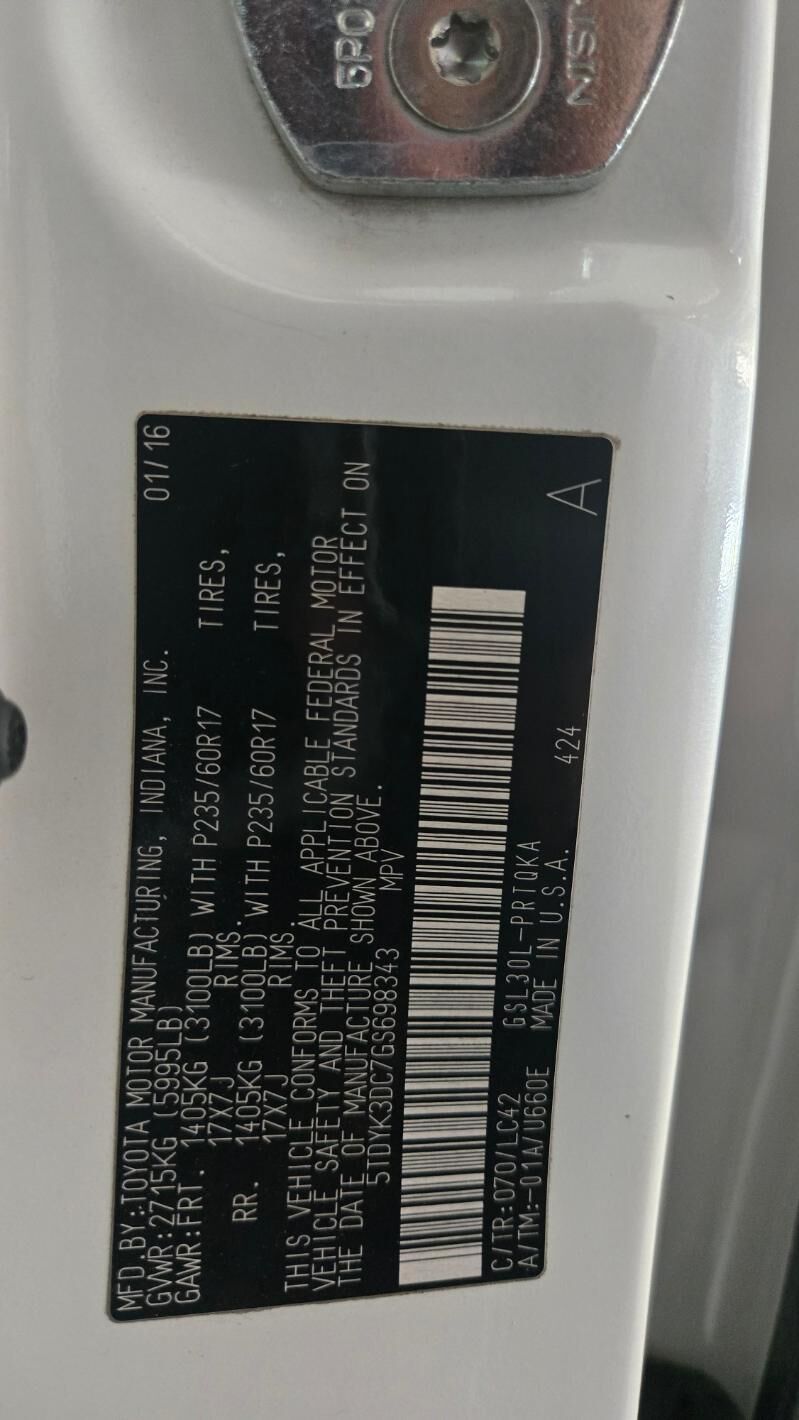 MFD.BY:TOYOTA MOTOR MANUFACTURING, INDIANA, INC. 01/16
GVWR:2715KG (5995LB)
GAWR:FRT. 1405KG (3100LB) WITH P235/60R17 TIRES,
17X7J RIMS.
RR. 1405KG (3100LB) WITH P235/60R17 TIRES,
17X7J RIMS.
THIS VEHICLE CONFORMS TO ALL APPLICABLE FEDERAL MOTOR
VEHICLE SAFETY AND THEFT PREVENTION STANDARDS IN EFFECT ON
THE DATE OF MANUFACTURE SHOWN ABOVE.
5TDYK3DC7GS698343 MPV
C/TR:070/LC42 GSL30L-PRTQKA
A/TM:-01A/U660E MADE IN U.S.A. 424 A